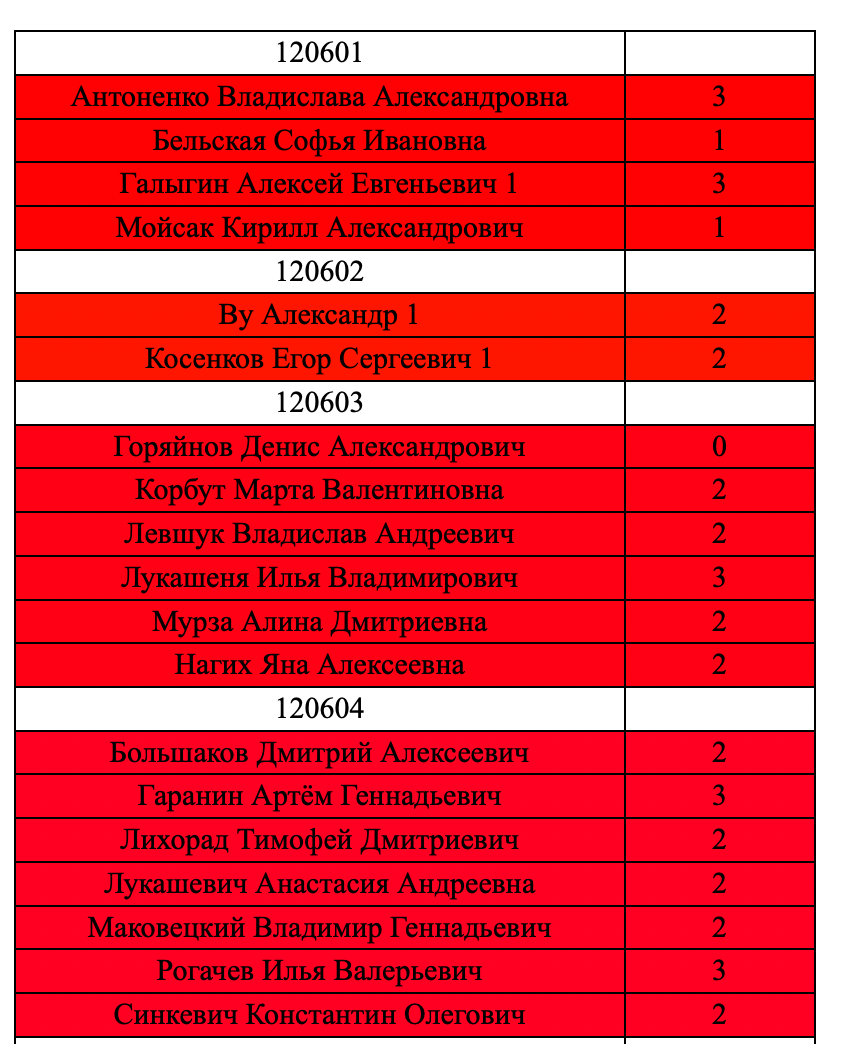 120601
Антоненко Владислава Александровна 3
Бельская Софья Ивановна 1
Галыгин Алексей Евгеньевич 1 3
Мойсак Кирилл Александрович 1
120602
Ву Александр 1 2
Косенков Егор Сергеевич 1 2
120603
Горяйнов Денис Александрович 0
Корбут Марта Валентиновна 2
Левшук Владислав Андреевич 2
Лукашеня Илья Владимирович 3
Мурза Алина Дмитриевна 2
Нагих Яна Алексеевна 2
120604
Большаков Дмитрий Алексеевич 2
Гаранин Артём Геннадьевич 3
Лихорад Тимофей Дмитриевич 2
Лукашевич Анастасия Андреевна 2
Маковецкий Владимир Геннадьевич 2
Рогачев Илья Валерьевич 3
Синкевич Константин Олегович 2